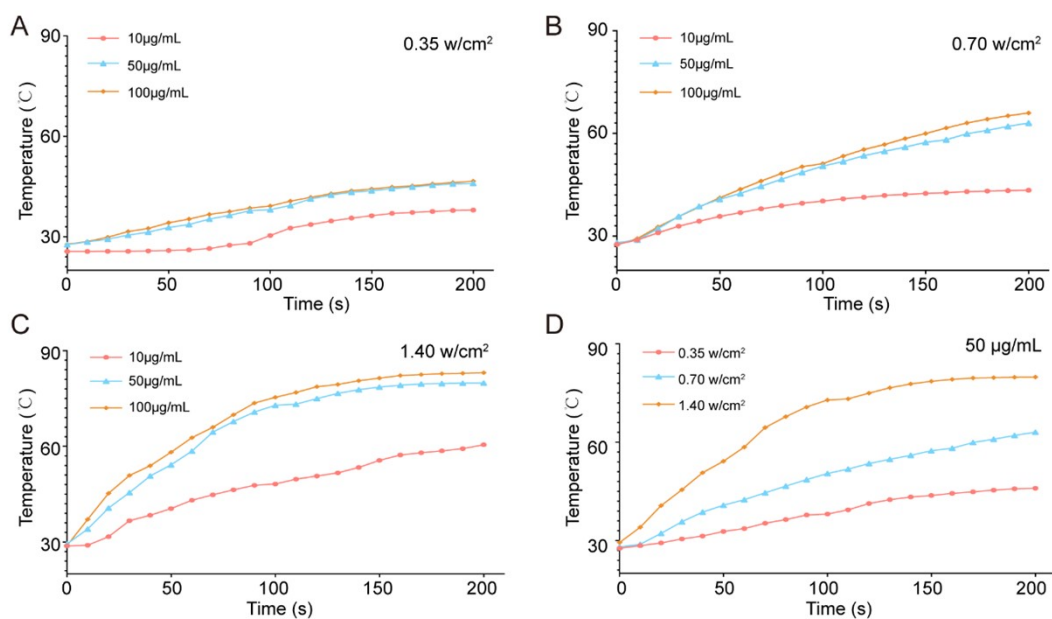 A
90
10μg/mL
0.35 w/cm²
50μg/mL
100μg/mL
60
Temperature (℃)
30
0 50 100 150 200
Time (s)
B
90
10μg/mL
0.70 w/cm²
50μg/mL
100μg/mL
60
Temperature (℃)
30
0 50 100 150 200
Time (s)
C
90
1.40 w/cm²
10μg/mL
50μg/mL
100μg/mL
60
Temperature (℃)
30
0 50 100 150 200
Time (s)
D
90
0.35 w/cm²
50 μg/mL
0.70 w/cm²
1.40 w/cm²
60
Temperature (℃)
30
0 50 100 150 200
Time (s)